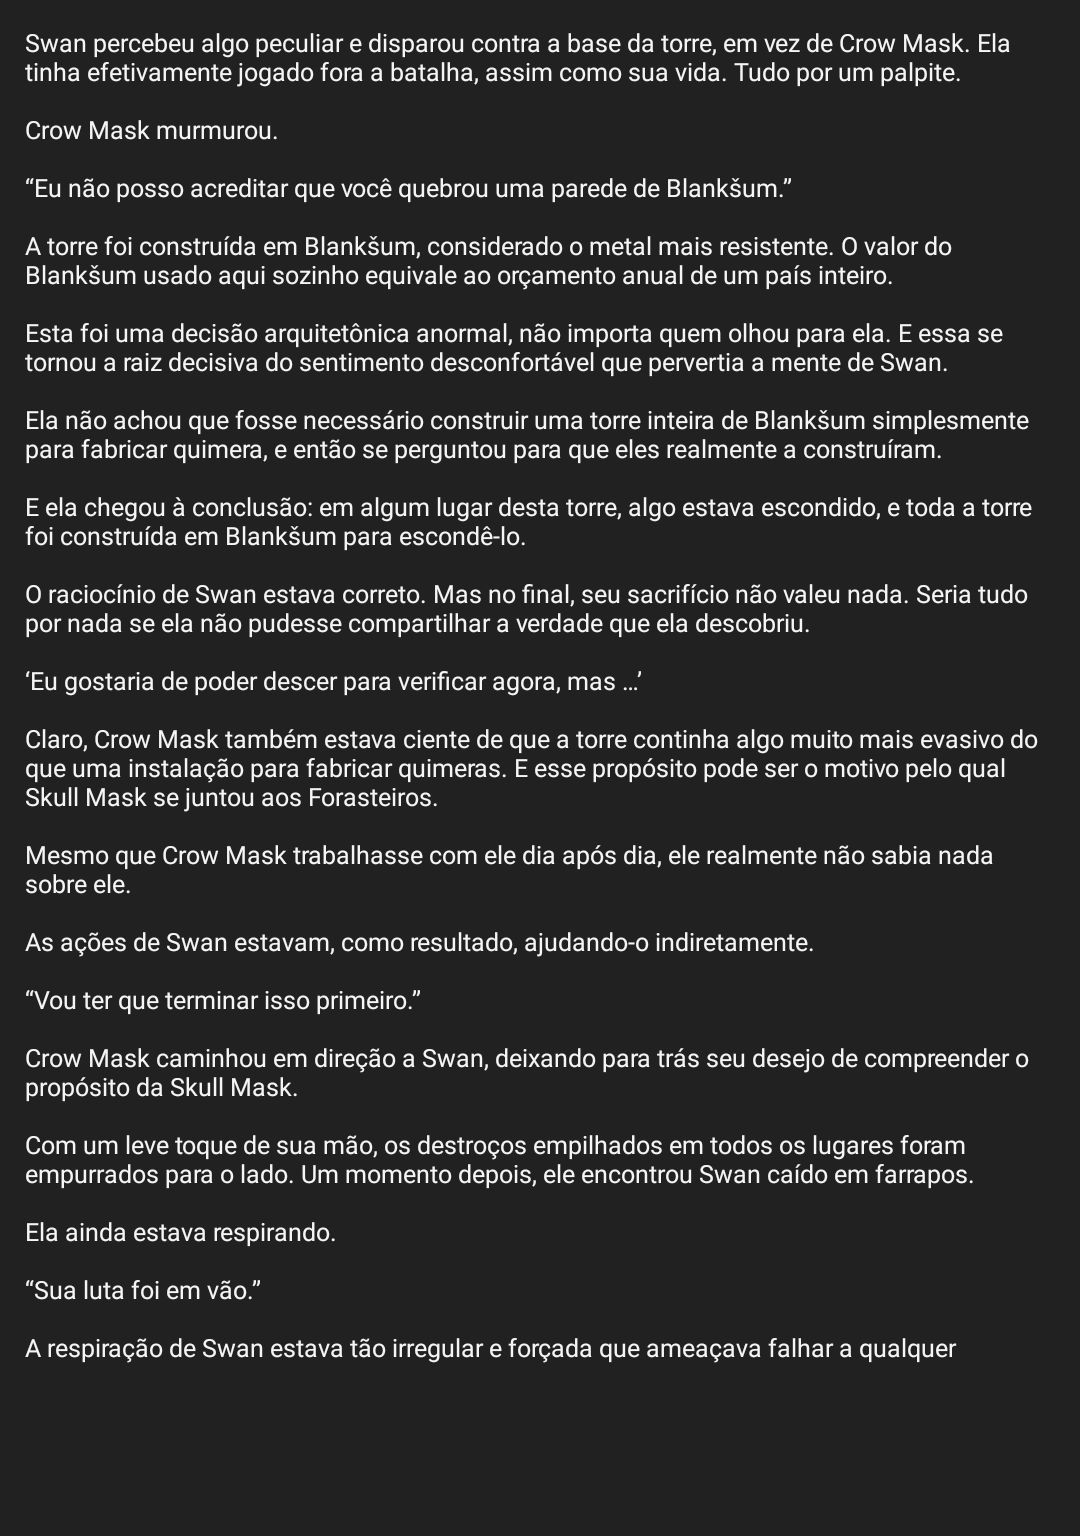 Swan percebeu algo peculiar e disparou contra a base da torre, em vez de Crow Mask. Ela
tinha efetivamente jogado fora a batalha, assim como sua vida. Tudo por um palpite.
Crow Mask murmurou.
“Eu não posso acreditar que você quebrou uma parede de Blankšum.”
A torre foi construída em Blankšum, considerado o metal mais resistente. O valor do
Blankšum usado aqui sozinho equivale ao orçamento anual de um país inteiro.
Esta foi uma decisão arquitetônica anormal, não importa quem olhou para ela. E essa se
tornou a raiz decisiva do sentimento desconfortável que pervertia a mente de Swan.
Ela não achou que fosse necessário construir uma torre inteira de Blankšum simplesmente
para fabricar quimera, e então se perguntou para que eles realmente a construíram.
E ela chegou à conclusão: em algum lugar desta torre, algo estava escondido, e toda a torre
foi construída em Blankšum para escondê-lo.
O raciocínio de Swan estava correto. Mas no final, seu sacrifício não valeu nada. Seria tudo
por nada se ela não pudesse compartilhar a verdade que ela descobriu.
‘Eu gostaria de poder descer para verificar agora, mas …’
Claro, Crow Mask também estava ciente de que a torre continha algo muito mais evasivo do
que uma instalação para fabricar quimeras. E esse propósito pode ser o motivo pelo qual
Skull Mask se juntou aos Forasteiros.
Mesmo que Crow Mask trabalhasse com ele dia após dia, ele realmente não sabia nada
sobre ele.
As ações de Swan estavam, como resultado, ajudando-o indiretamente.
“Vou ter que terminar isso primeiro.”
Crow Mask caminhou em direção a Swan, deixando para trás seu desejo de compreender o
propósito da Skull Mask.
Com um leve toque de sua mão, os destroços empilhados em todos os lugares foram
empurrados para o lado. Um momento depois, ele encontrou Swan caído em farrapos.
Ela ainda estava respirando.
“Sua luta foi em vão.”
A respiração de Swan estava tão irregular e forçada que ameaçava falhar a qualquer